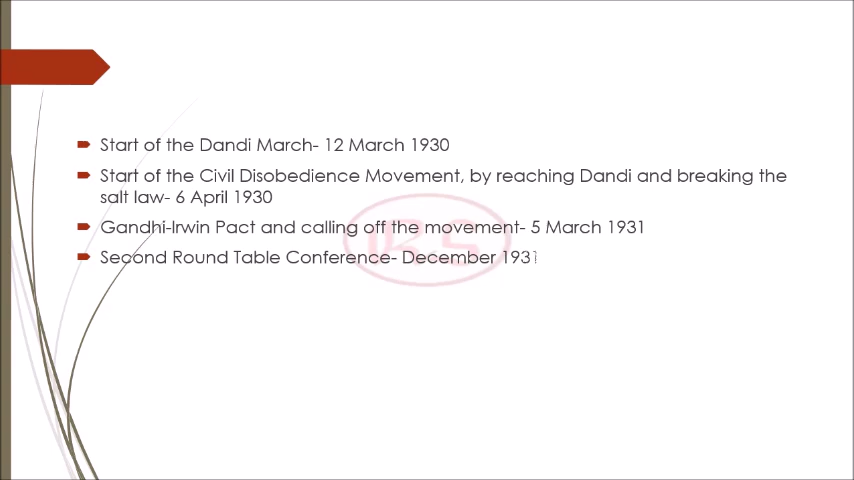 Start of the Dandi March- 12 March 1930
Start of the Civil Disobedience Movement, by reaching Dandi and breaking the
salt law- 6 April 1930
Gandhi-Irwin Pact and calling off the movement- 5 March 1931
Second Round Table Conference- December 1931
RS